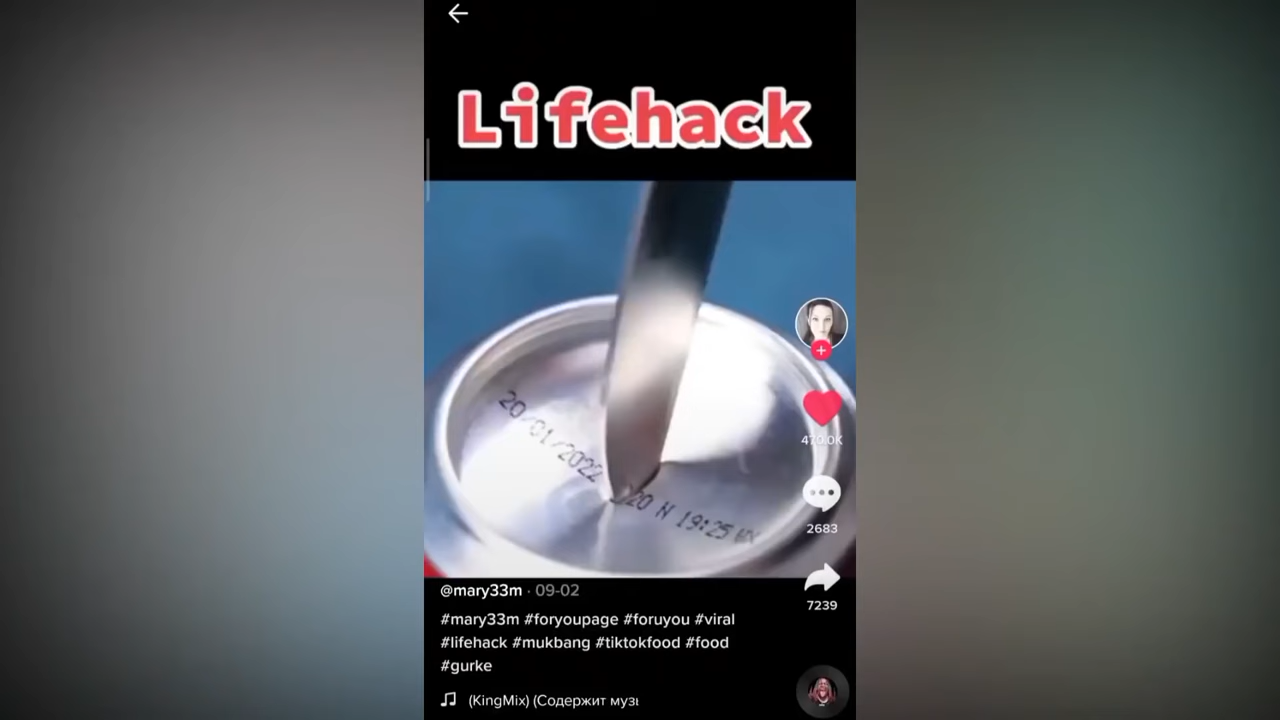 Lifehack
20/01/2022
20 N 19:25
470.0K
2683
7239
@mary33m · 09-02
#mary33m #foryoupage #foruyou #viral
#lifehack #mukbang #tiktokfood #food
#gurke
(KingMix) (Содержит